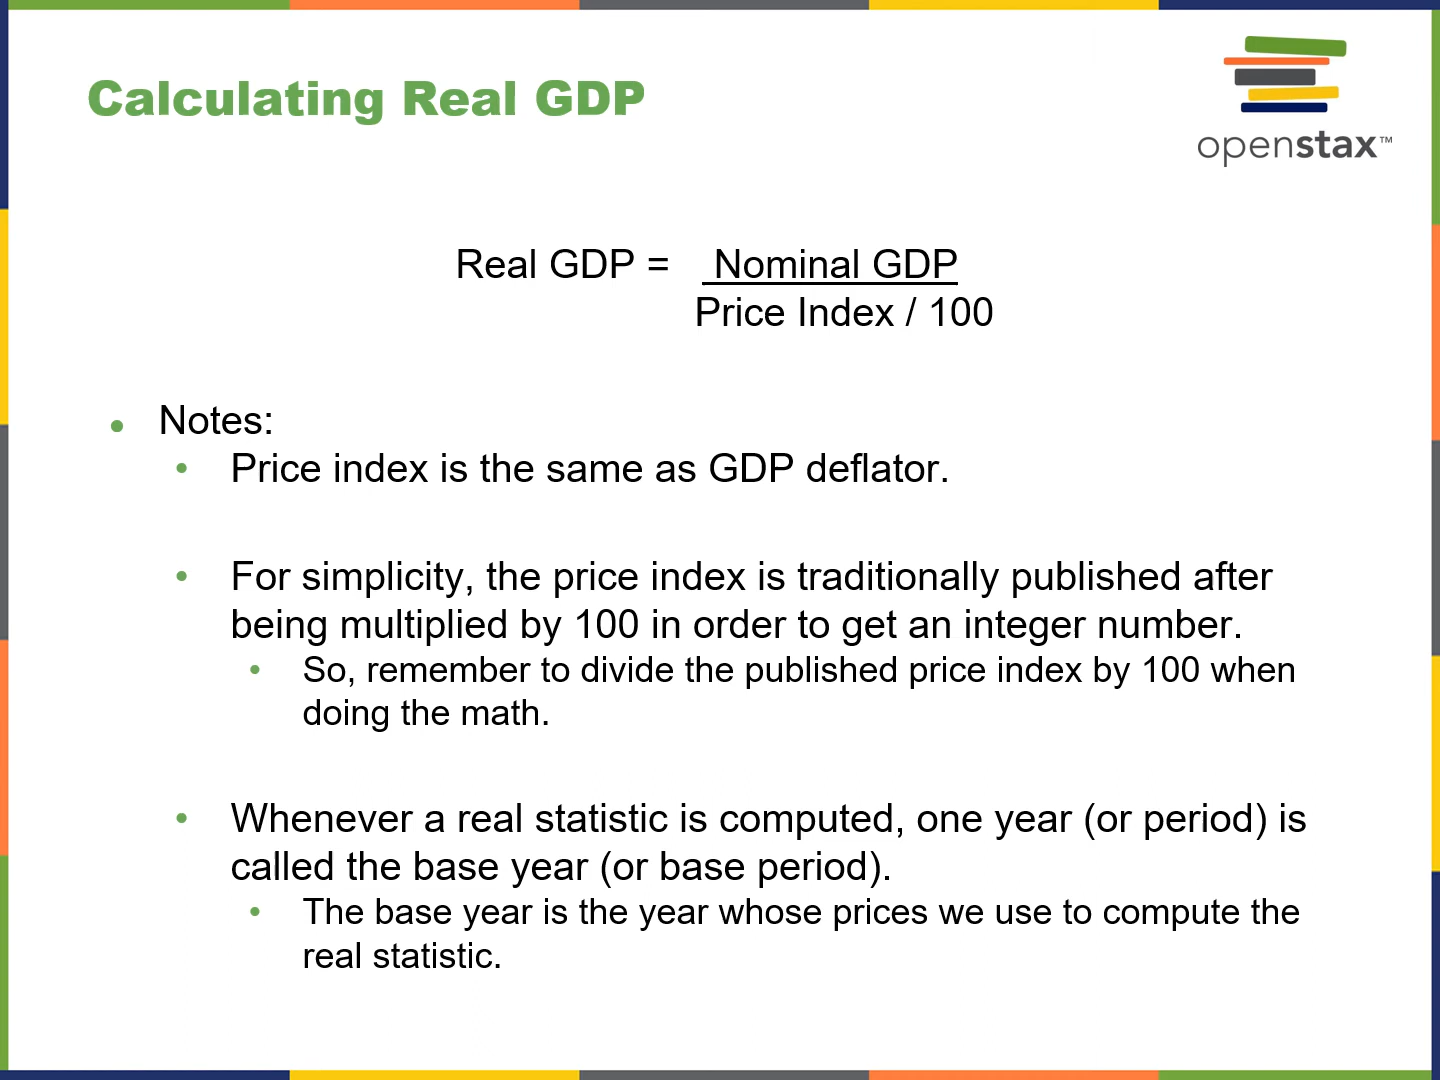 Calculating Real GDP
openstax™
Real GDP = Nominal GDP
Price Index / 100
• Notes:
• Price index is the same as GDP deflator.
• For simplicity, the price index is traditionally published after
being multiplied by 100 in order to get an integer number.
• So, remember to divide the published price index by 100 when
doing the math.
• Whenever a real statistic is computed, one year (or period) is
called the base year (or base period).
• The base year is the year whose prices we use to compute the
real statistic.